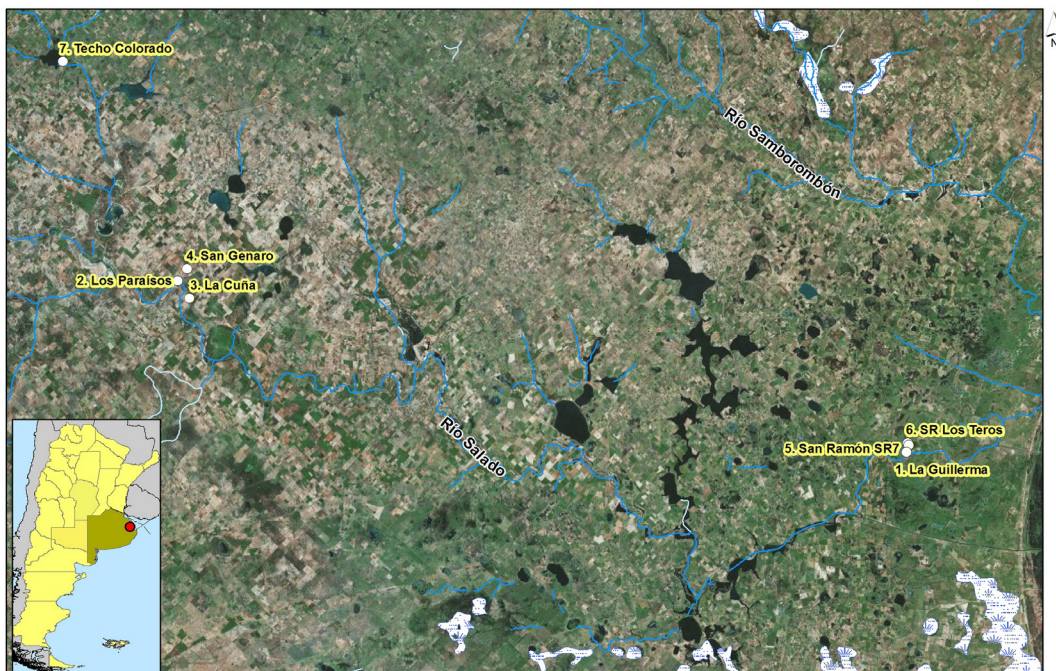 7. Techo Colorado
N
Río Samborombón
4. San Genaro
2. Los Paraísos
3. La Cuña
Río Salado
6. SR Los Teros
5. San Ramón SR7
1. La Guillerma